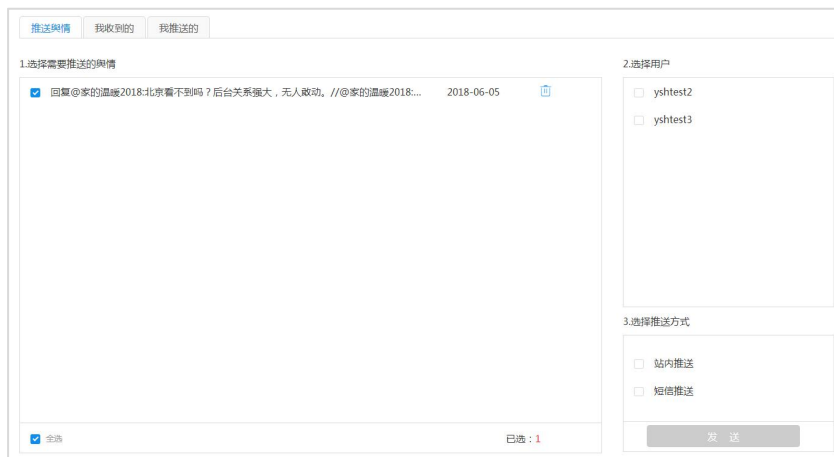 推送舆情 我收到的 我推送的
1.选择需要推送的舆情
回复@家的温暖2018:北京看不到吗？后台关系强大，无人敢动。//@家的温暖2018:... 2018-06-05
全选 已选：1
2.选择用户
yshtest2
yshtest3
3.选择推送方式
站内推送
短信推送
发 送